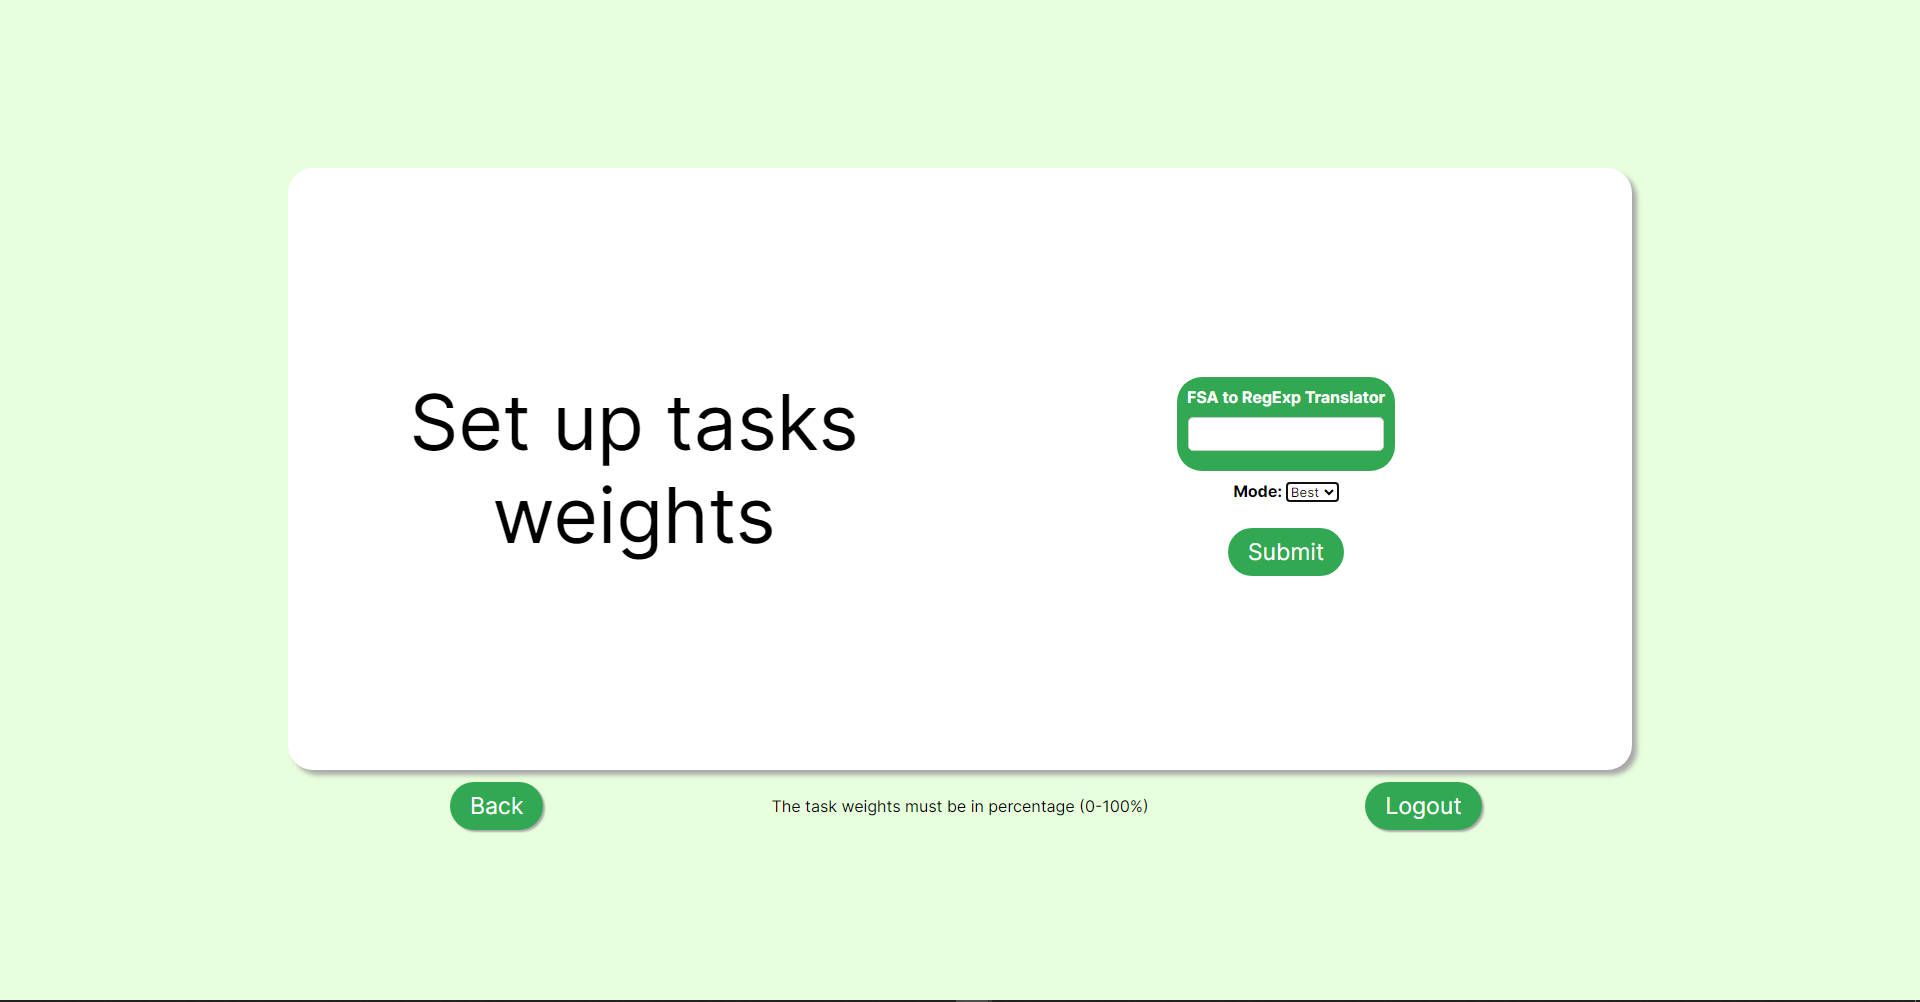 Set up tasks
weights
FSA to RegExp Translator
Mode: Best
Submit
Back
The task weights must be in percentage (0-100%)
Logout